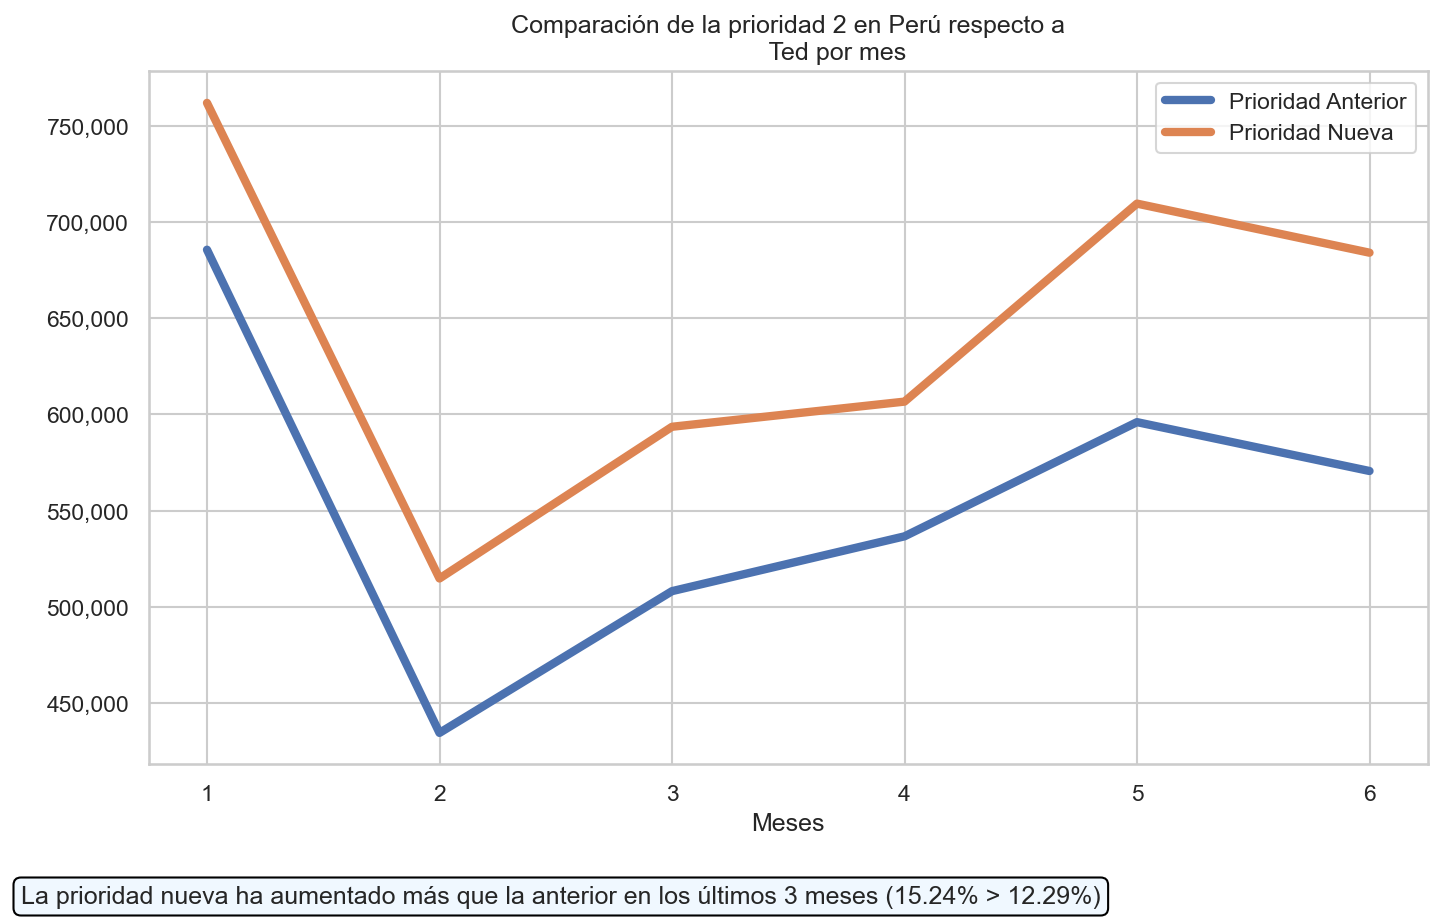 Comparación de la prioridad 2 en Perú respecto a
Ted por mes
Prioridad Anterior
Prioridad Nueva
750,000
700,000
650,000
600,000
550,000
500,000
450,000
1 2 3 4 5 6
Meses
La prioridad nueva ha aumentado más que la anterior en los últimos 3 meses (15.24% > 12.29%)